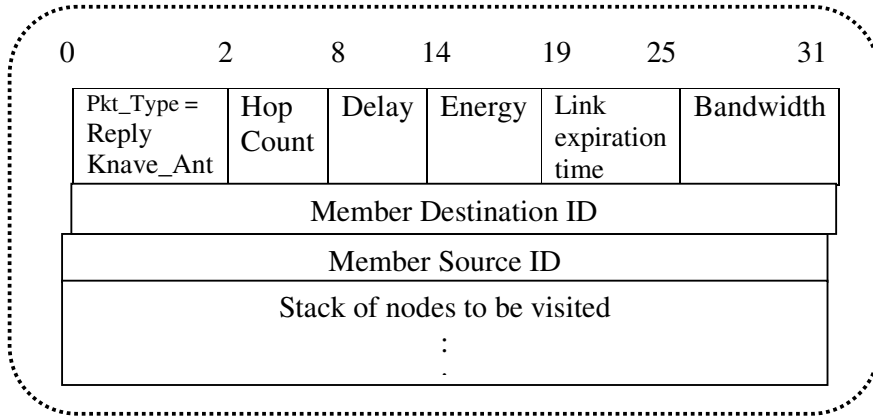 0 2 8 14 19 25 31
Pkt_Type = Reply Knave_Ant Hop Count Delay Energy Link expiration time Bandwidth
Member Destination ID
Member Source ID
Stack of nodes to be visited
:
.